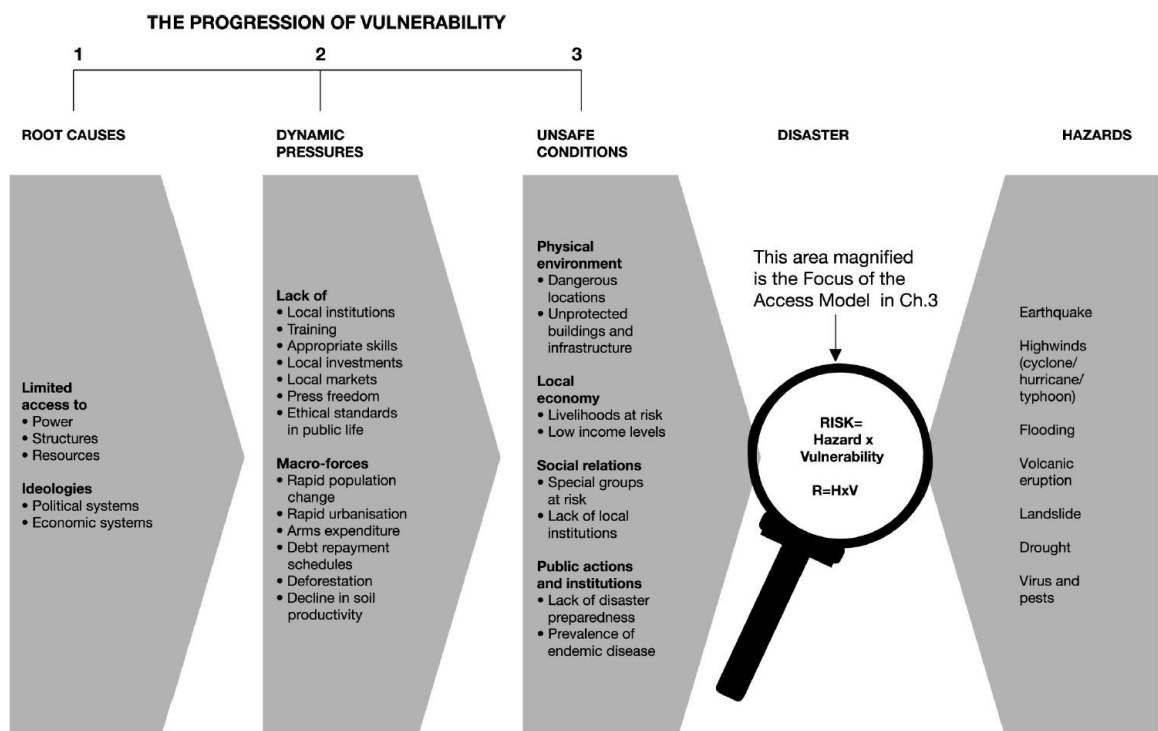 THE PROGRESSION OF VULNERABILITY
1
2
3
ROOT CAUSES
DYNAMIC
PRESSURES
UNSAFE
CONDITIONS
DISASTER
HAZARDS
Limited
access to
• Power
• Structures
• Resources
Ideologies
• Political systems
• Economic systems
Lack of
• Local institutions
• Training
• Appropriate skills
• Local investments
• Local markets
• Press freedom
• Ethical standards
in public life
Macro-forces
• Rapid population
change
• Rapid urbanisation
• Arms expenditure
• Debt repayment
schedules
• Deforestation
• Decline in soil
productivity
Physical
environment
• Dangerous
locations
• Unprotected
buildings and
infrastructure
Local
economy
• Livelihoods at risk
• Low income levels
Social relations
• Special groups
at risk
• Lack of local
institutions
Public actions
and institutions
• Lack of disaster
preparedness
• Prevalence of
endemic disease
This area magnified
is the Focus of the
Access Model in Ch.3
RISK=
Hazard x
Vulnerability
R=HxV
Earthquake
Highwinds
(cyclone/
hurricane/
typhoon)
Flooding
Volcanic
eruption
Landslide
Drought
Virus and
pests